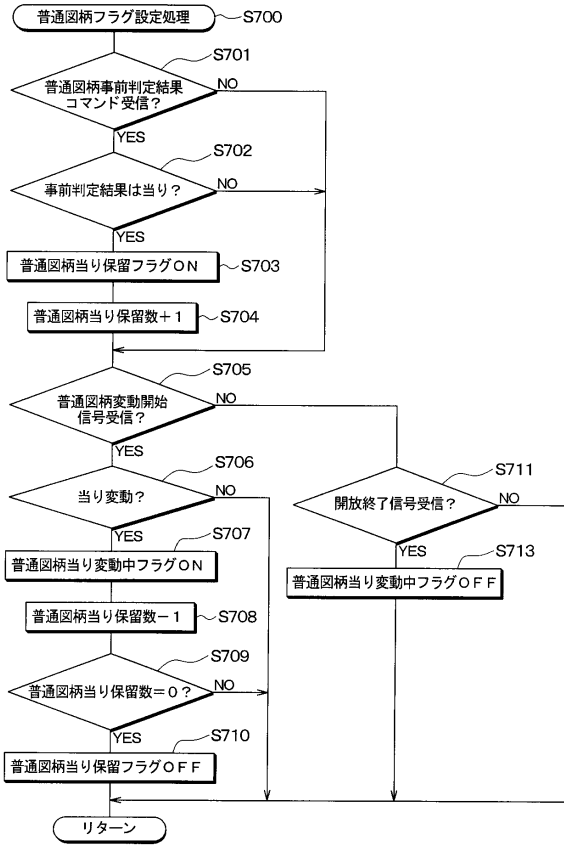 普通図柄フラグ設定処理
S700
S701
普通図柄事前判定結果
コマンド受信？
NO
YES
S702
事前判定結果は当り？
NO
YES
普通図柄当り保留フラグON
S703
普通図柄当り保留数＋１
S704
S705
普通図柄変動開始
信号受信？
NO
YES
S706
当り変動？
NO
YES
S711
開放終了信号受信？
NO
YES
S707
普通図柄当り変動中フラグON
S713
普通図柄当り変動中フラグOFF
普通図柄当り保留数－１
S708
S709
普通図柄当り保留数＝０？
NO
YES
S710
普通図柄当り保留フラグOFF
リターン